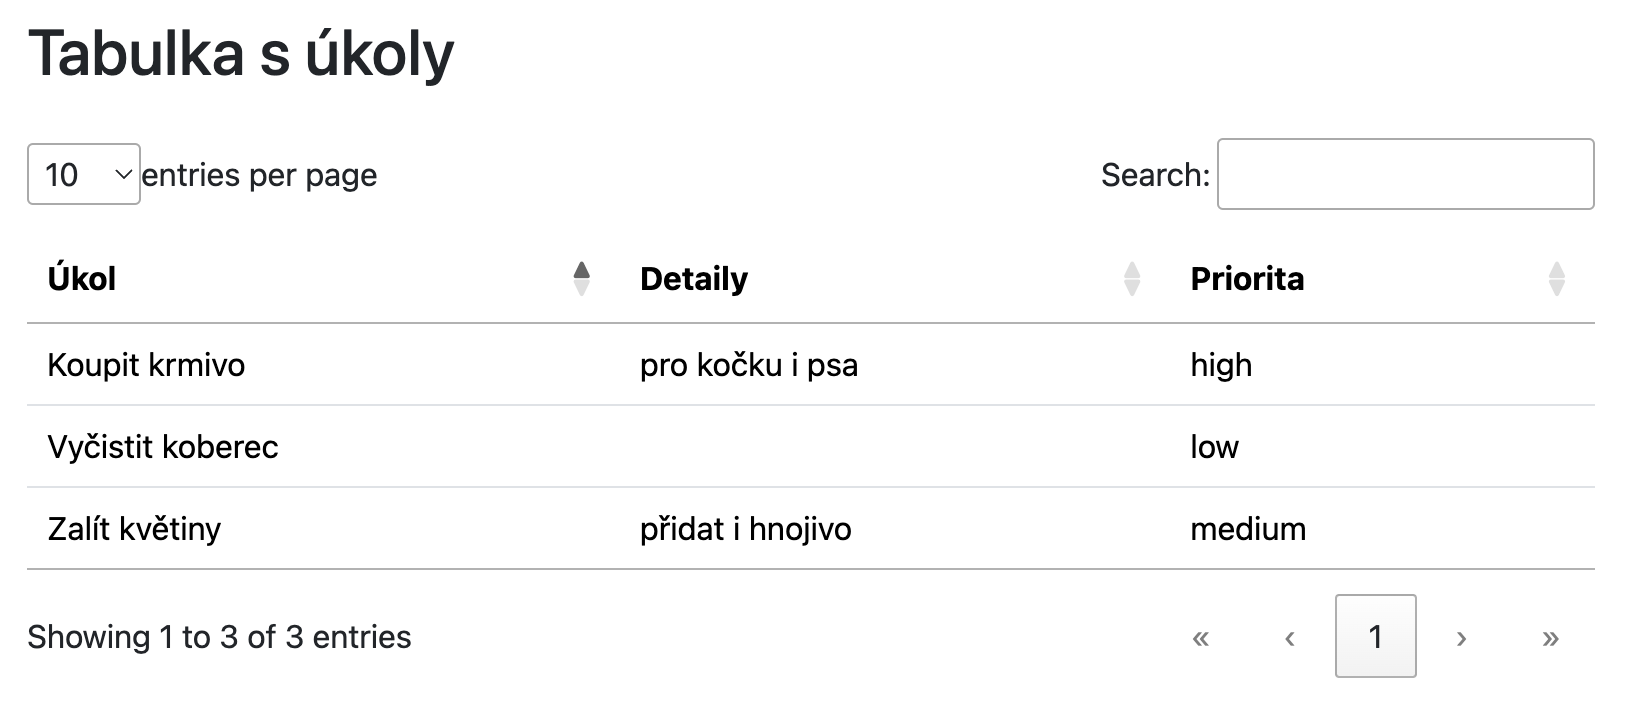 Tabulka s úkoly
10 entries per page Search:
Úkol Detaily Priorita
Koupit krmivo pro kočku i psa high
Vyčistit koberec low
Zalít květiny přidat i hnojivo medium
Showing 1 to 3 of 3 entries « ‹ 1 › »